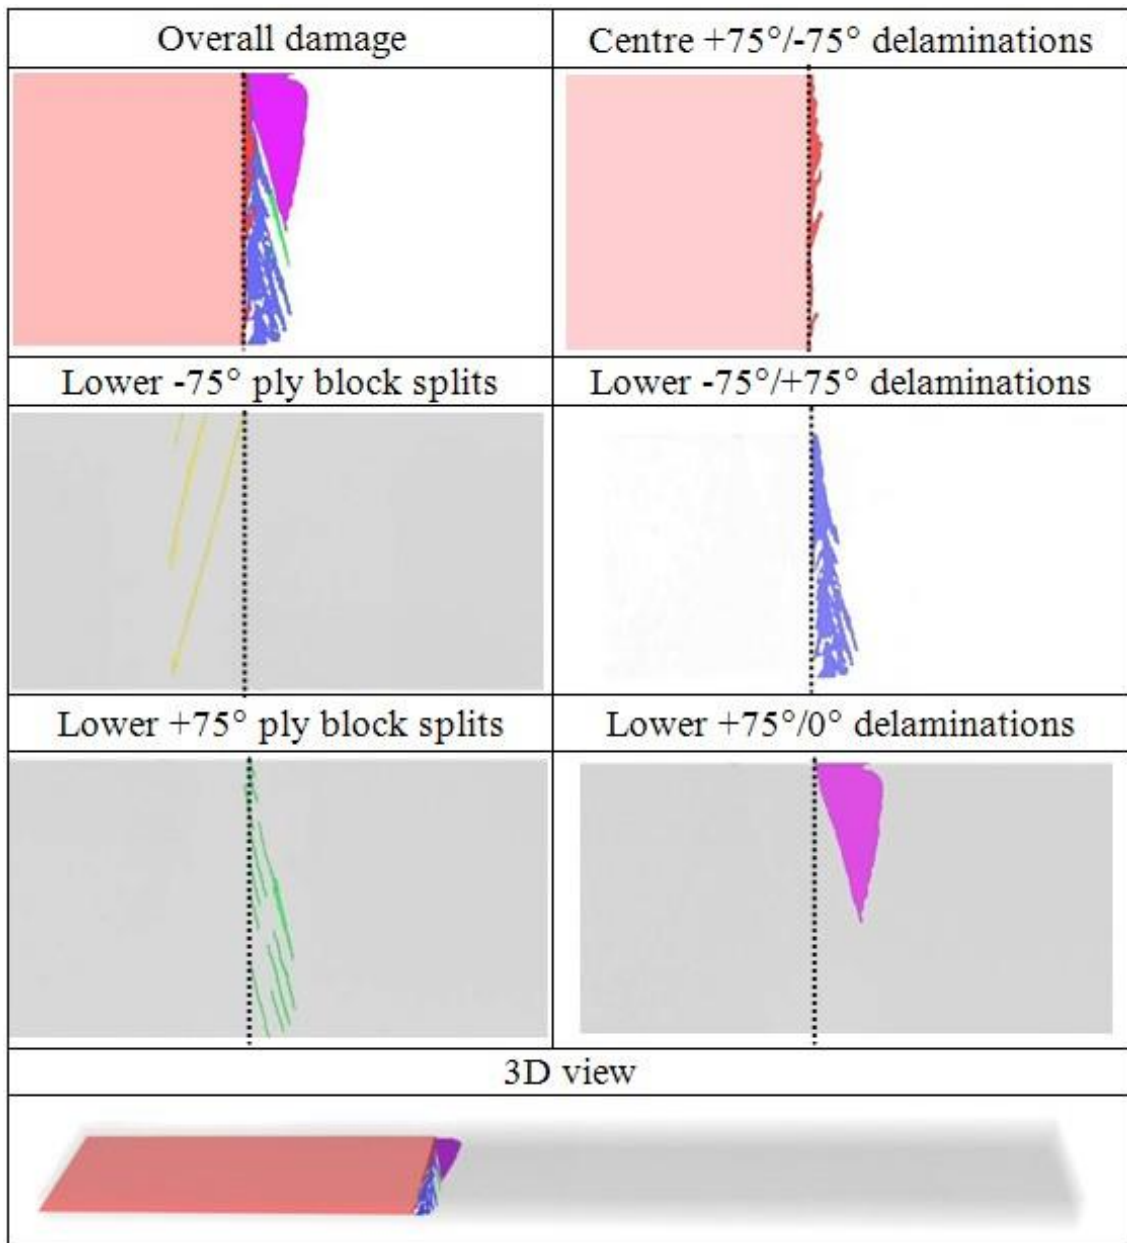 Overall damage
Centre +75°/-75° delaminations
Lower -75° ply block splits
Lower -75°/+75° delaminations
Lower +75° ply block splits
Lower +75°/0° delaminations
3D view